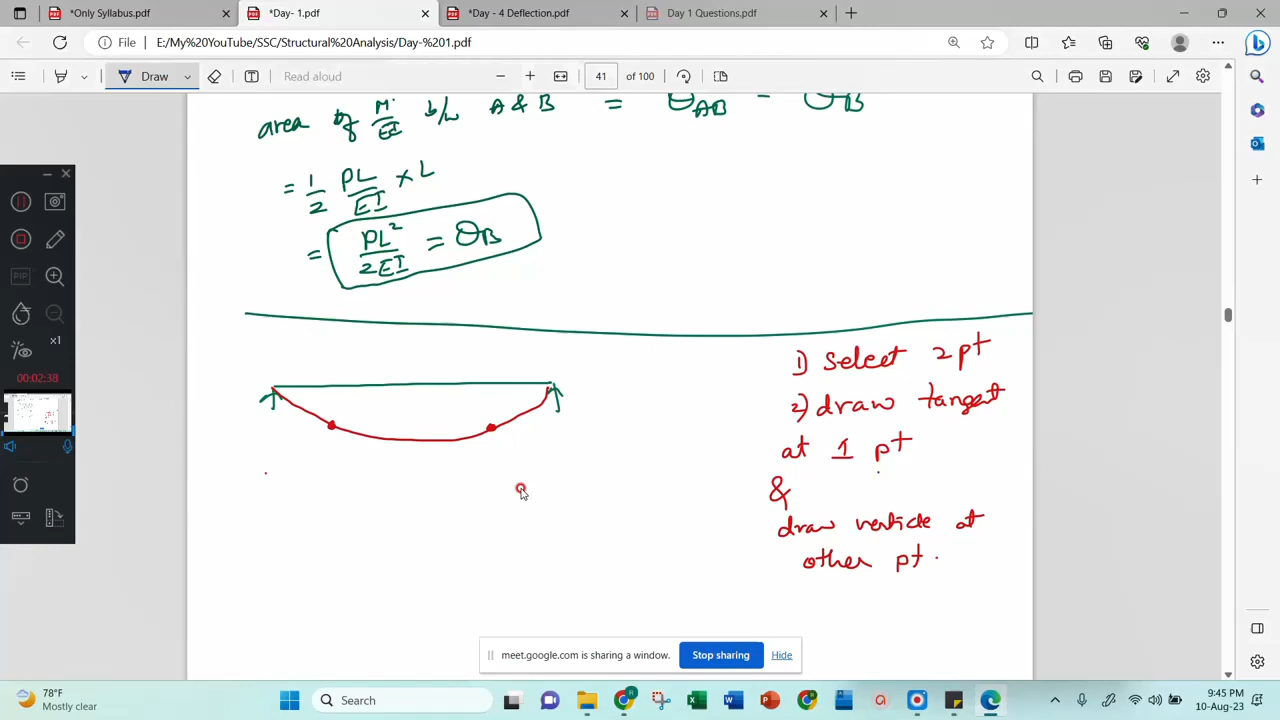 *Only Syllabus.pdf
*Day- 1.pdf
*Day - 4 Deflection.pdf
Day 1 Questions.pdf
File
E:/My%20YouTube/SSC/Structural%20Analysis/Day-%201.pdf
Draw
Read aloud
41 of 100
area of M/EI b/w A & B = θAB = θB
= 1/2 PL/EI × L
= PL²/2EI = θB
1) Select 2 pt
2) draw tangent
at 1 pt
&
draw verticle at
other pt.
PIP
x1
00:02:38
meet.google.com is sharing a window.
Stop sharing
Hide
78°F
Mostly clear
Search
9:45 PM
10-Aug-23